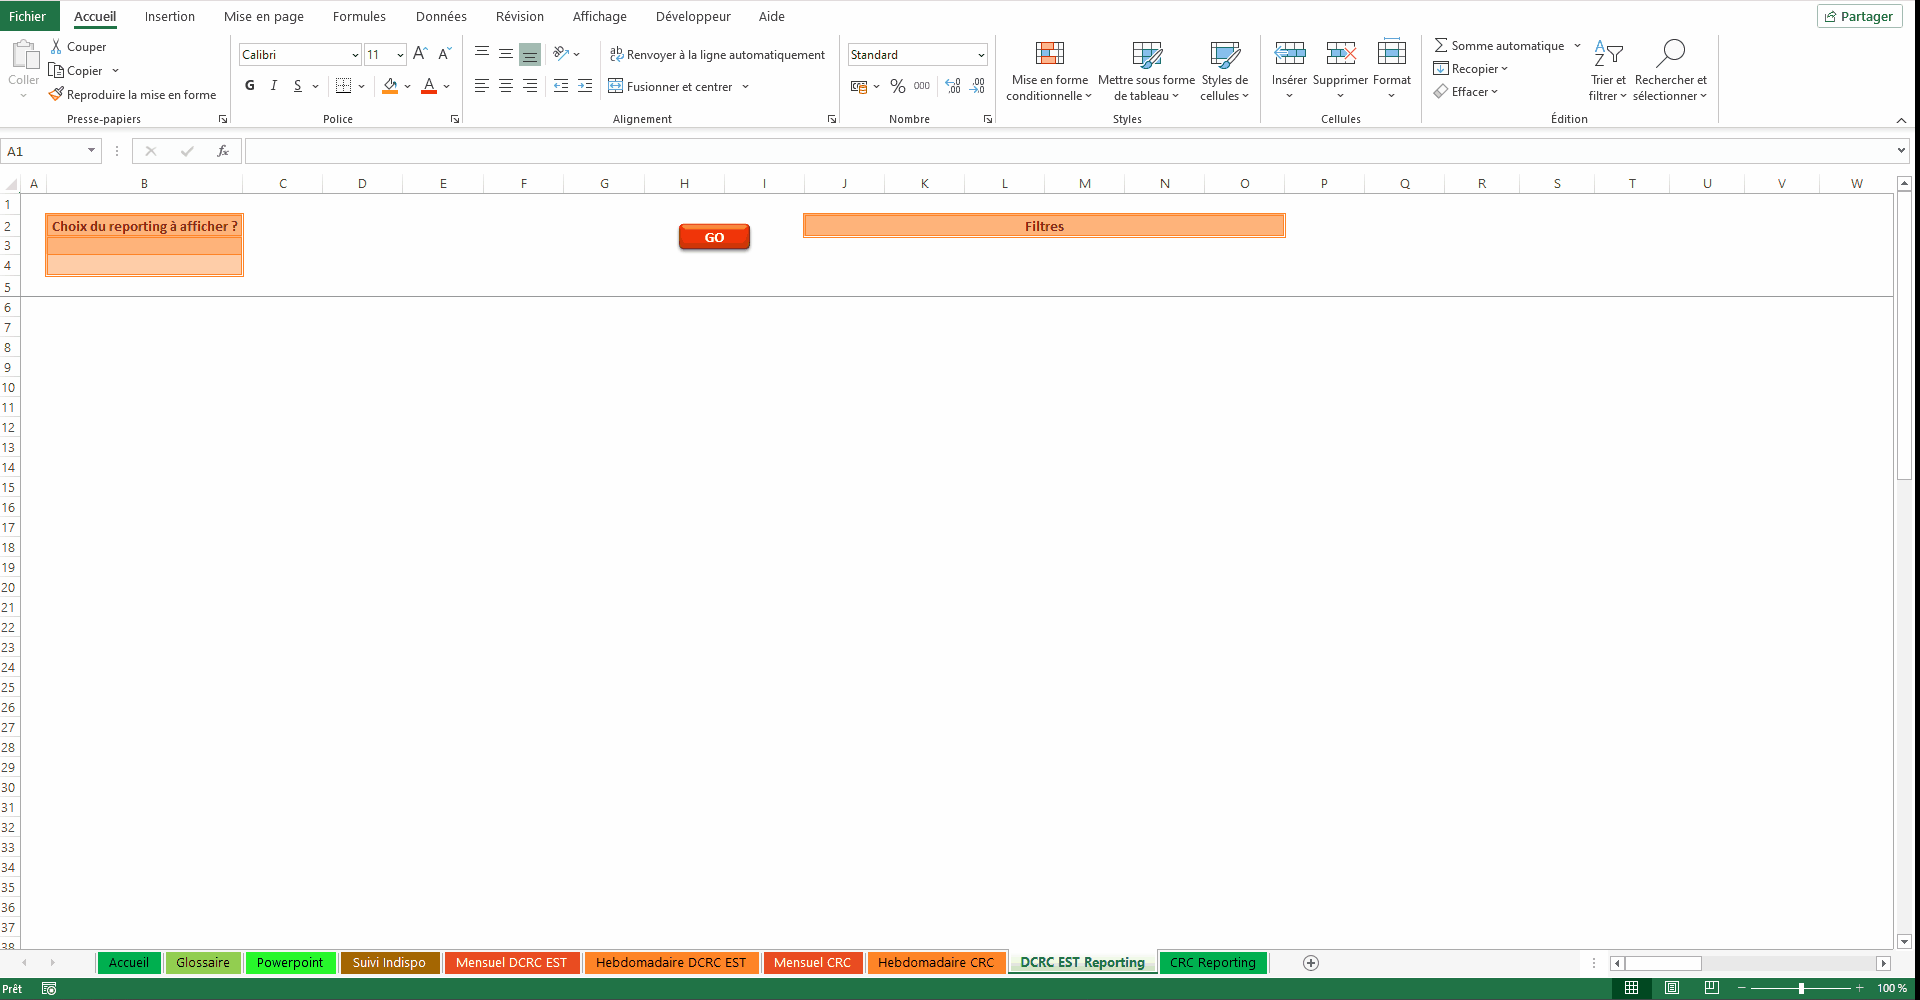 Fichier Accueil Insertion Mise en page Formules Données Révision Affichage Développeur Aide Partager
Coller
Couper
Copier
Reproduire la mise en forme
Presse-papiers
Calibri 11
G I S
Police
Renvoyer à la ligne automatiquement
Fusionner et centrer
Alignement
Standard
% 000
Nombre
Mise en forme
conditionnelle
Mettre sous forme
de tableau
Styles de
cellules
Styles
Insérer
Supprimer
Format
Cellules
Somme automatique
Recopier
Effacer
Trier et
filtrer
Rechercher et
sélectionner
Édition
A1 fx
A B C D E F G H I J K L M N O P Q R S T U V W
1
2 Choix du reporting à afficher ? GO Filtres
3
4
5
6
7
8
9
10
11
12
13
14
15
16
17
18
19
20
21
22
23
24
25
26
27
28
29
30
31
32
33
34
35
36
37
38
Accueil Glossaire Powerpoint Suivi Indispo Mensuel DCRC EST Hebdomadaire DCRC EST Mensuel CRC Hebdomadaire CRC DCRC EST Reporting CRC Reporting
Prêt 100 %